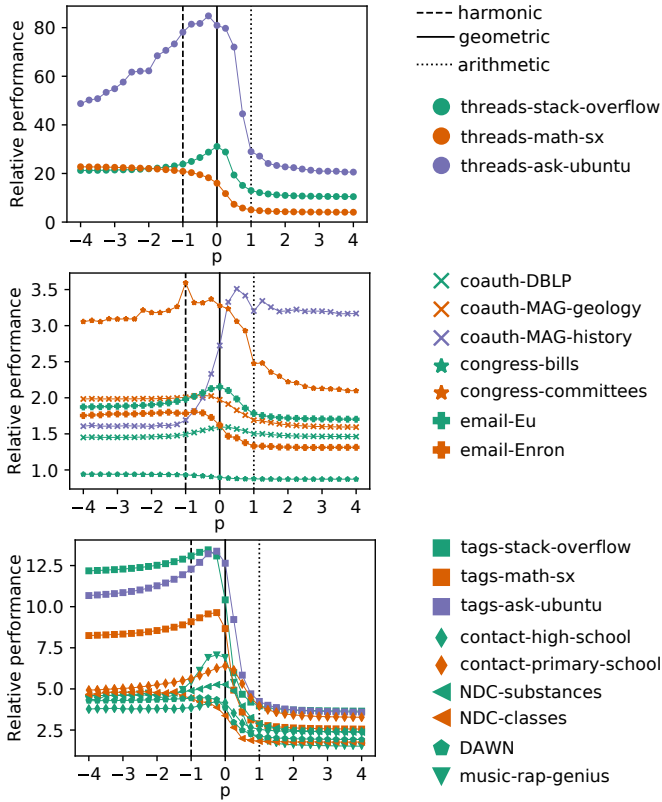 Relative performance
80
60
40
20
0
−4 −3 −2 −1 0 1 2 3 4
p
harmonic
geometric
arithmetic
threads-stack-overflow
threads-math-sx
threads-ask-ubuntu
Relative performance
3.5
3.0
2.5
2.0
1.5
1.0
−4 −3 −2 −1 0 1 2 3 4
p
coauth-DBLP
coauth-MAG-geology
coauth-MAG-history
congress-bills
congress-committees
email-Eu
email-Enron
Relative performance
12.5
10.0
7.5
5.0
2.5
−4 −3 −2 −1 0 1 2 3 4
p
tags-stack-overflow
tags-math-sx
tags-ask-ubuntu
contact-high-school
contact-primary-school
NDC-substances
NDC-classes
DAWN
music-rap-genius